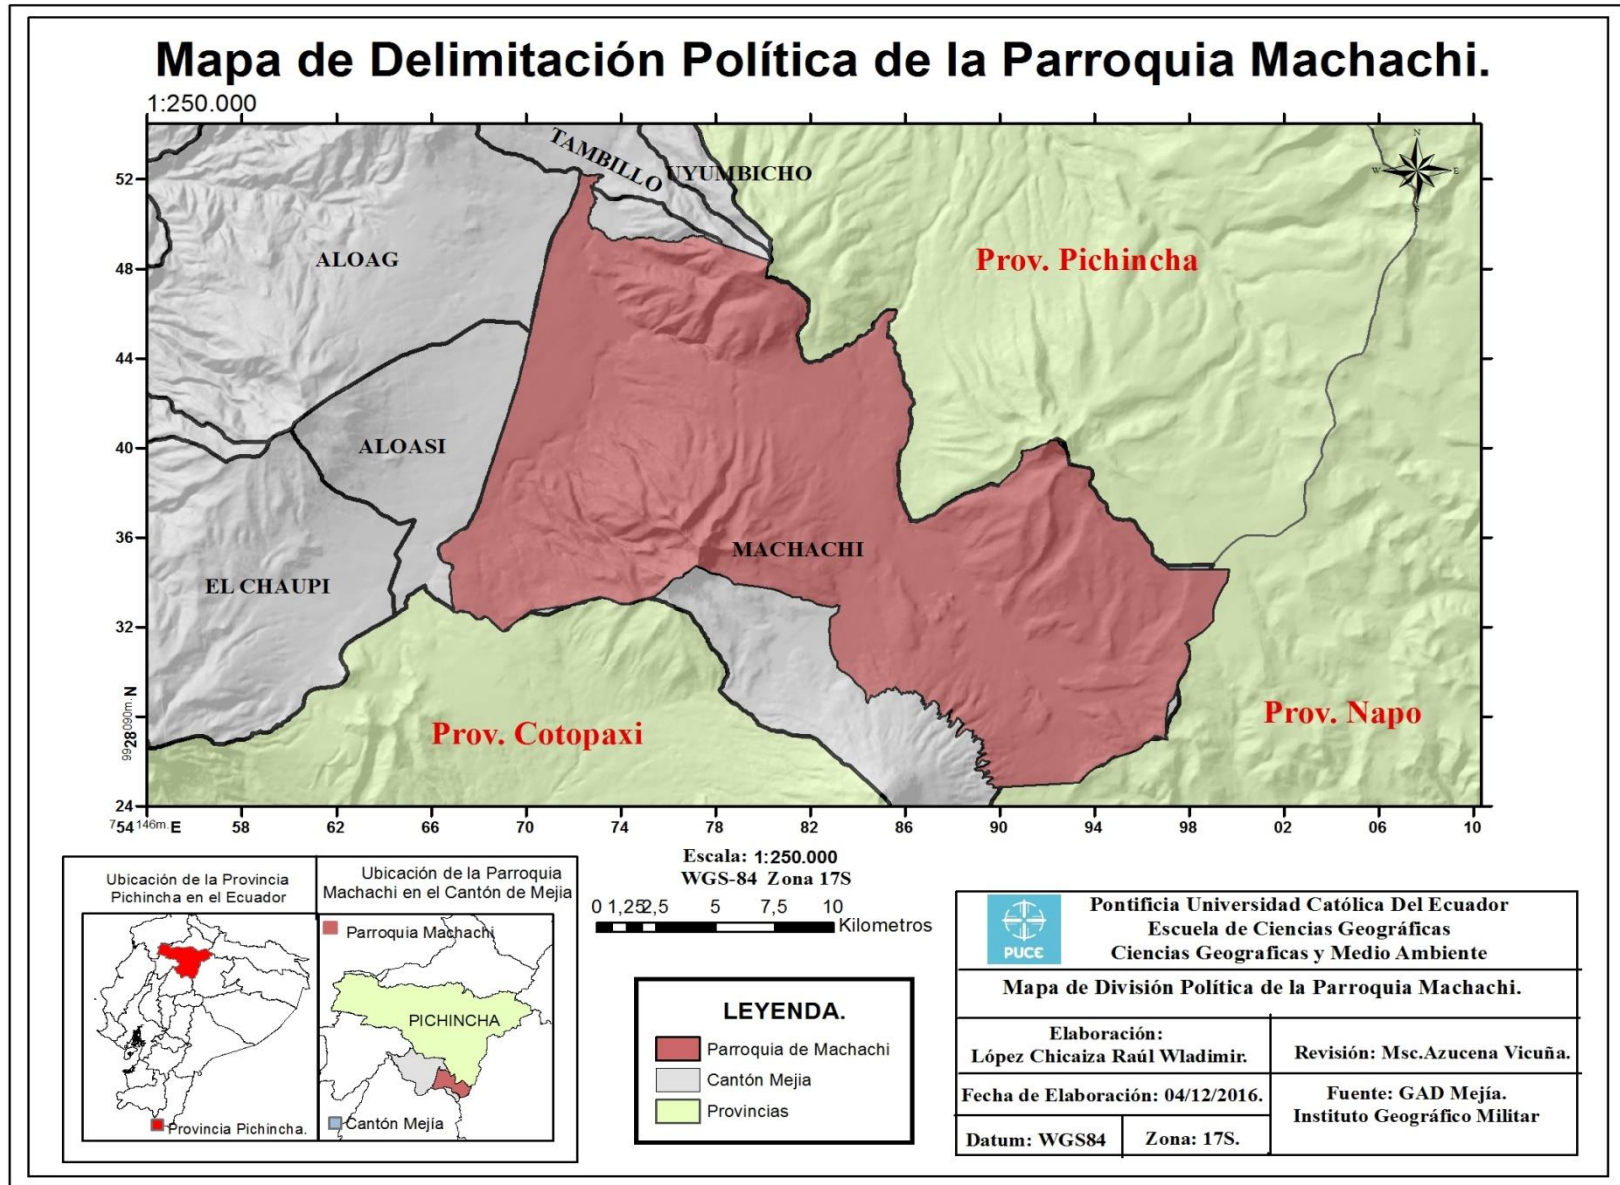 Mapa de Delimitación Política de la Parroquia Machachi.
1:250.000
TAMBILLO
UYUMBICHO
N
W
E
S
ALOAG
Prov. Pichincha
ALOASI
MACHACHI
EL CHAUPI
Prov. Cotopaxi
Prov. Napo
52
48
44
40
36
32
9928090m. N
24
754 146m. E
58
62
66
70
74
78
82
86
90
94
98
02
06
10
Ubicación de la Provincia
Pichincha en el Ecuador
Provincia Pichincha.
Ubicación de la Parroquia
Machachi en el Cantón de Mejia
Parroquia Machachi
PICHINCHA
Cantón Mejía
Escala: 1:250.000
WGS-84 Zona 17S
0 1,252,5 5 7,5 10
Kilometros
LEYENDA.
Parroquia de Machachi
Cantón Mejia
Provincias
PUCE
Pontificia Universidad Católica Del Ecuador
Escuela de Ciencias Geográficas
Ciencias Geograficas y Medio Ambiente
Mapa de División Política de la Parroquia Machachi.
Elaboración:
López Chicaiza Raúl Wladimir.
Revisión: Msc.Azucena Vicuña.
Fecha de Elaboración: 04/12/2016.
Fuente: GAD Mejía.
Instituto Geográfico Militar
Datum: WGS84
Zona: 17S.